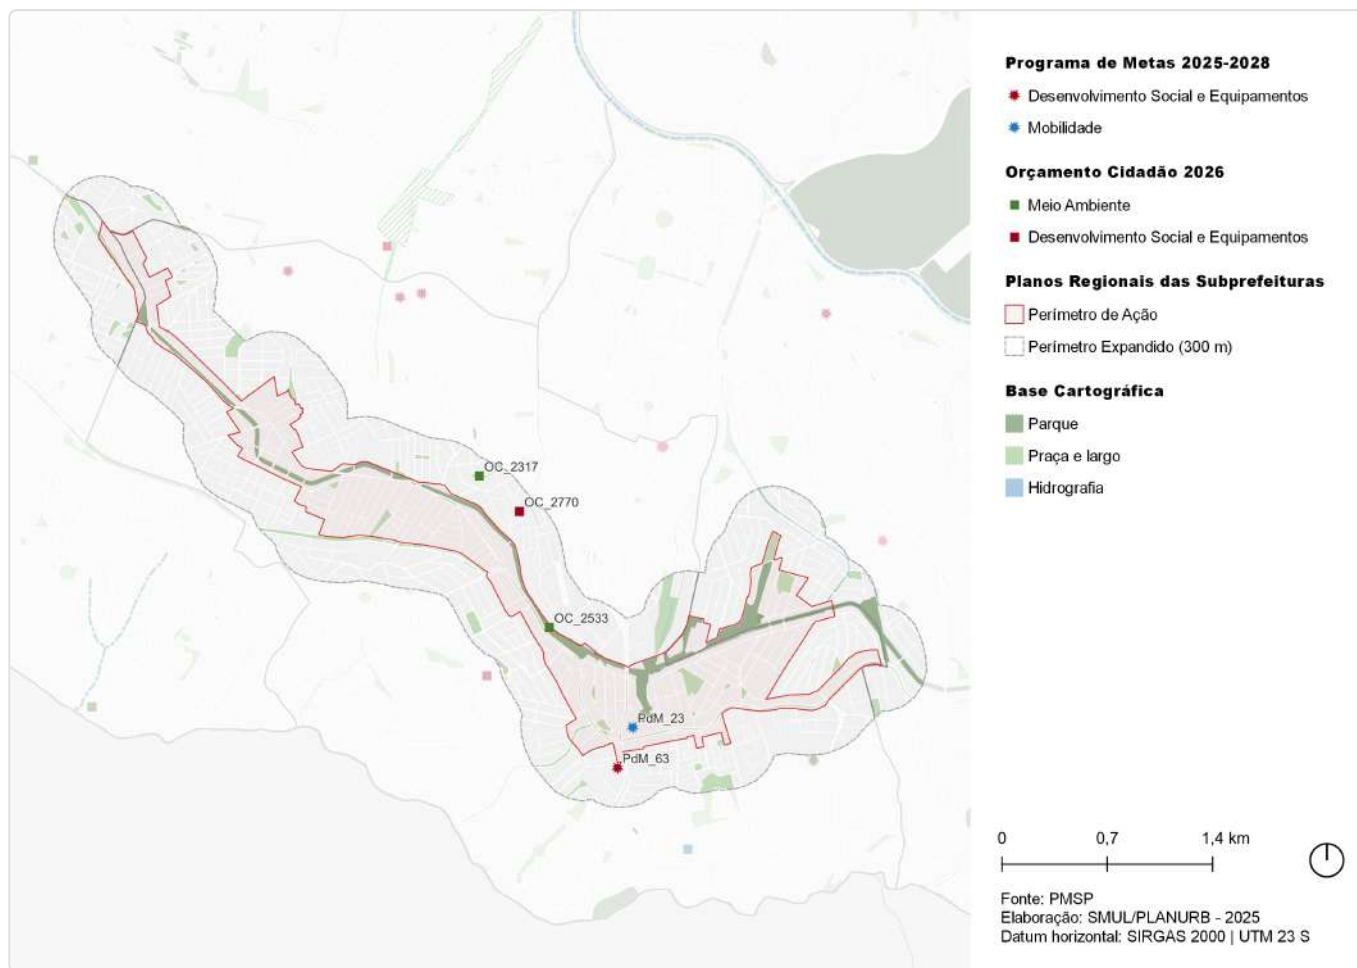 Programa de Metas 2025-2028
Desenvolvimento Social e Equipamentos
Mobilidade
Orçamento Cidadão 2026
Meio Ambiente
Desenvolvimento Social e Equipamentos
Planos Regionais das Subprefeituras
Perímetro de Ação
Perímetro Expandido (300 m)
Base Cartográfica
Parque
Praça e largo
Hidrografia
OC_2317
OC_2770
OC_2533
PdM_23
PdM_63
0 0,7 1,4 km
Fonte: PMSP
Elaboração: SMUL/PLANURB - 2025
Datum horizontal: SIRGAS 2000 | UTM 23 S